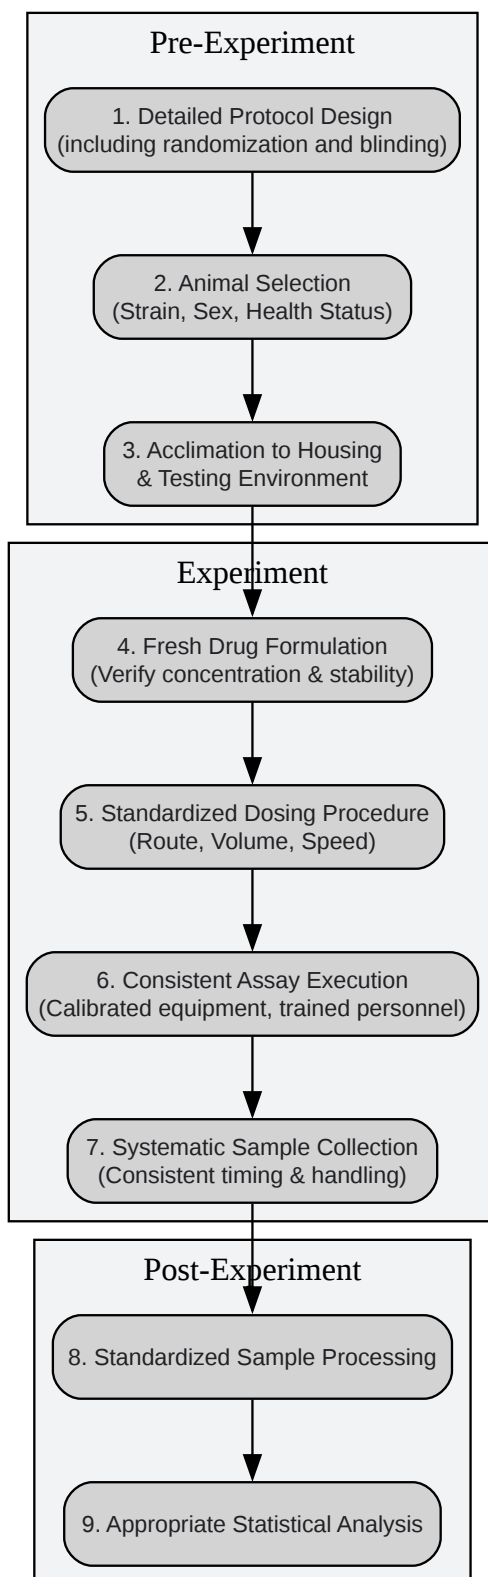 Pre-Experiment
1. Detailed Protocol Design
(including randomization and blinding)
2. Animal Selection
(Strain, Sex, Health Status)
3. Acclimation to Housing
& Testing Environment
Experiment
4. Fresh Drug Formulation
(Verify concentration & stability)
5. Standardized Dosing Procedure
(Route, Volume, Speed)
6. Consistent Assay Execution
(Calibrated equipment, trained personnel)
7. Systematic Sample Collection
(Consistent timing & handling)
Post-Experiment
8. Standardized Sample Processing
9. Appropriate Statistical Analysis